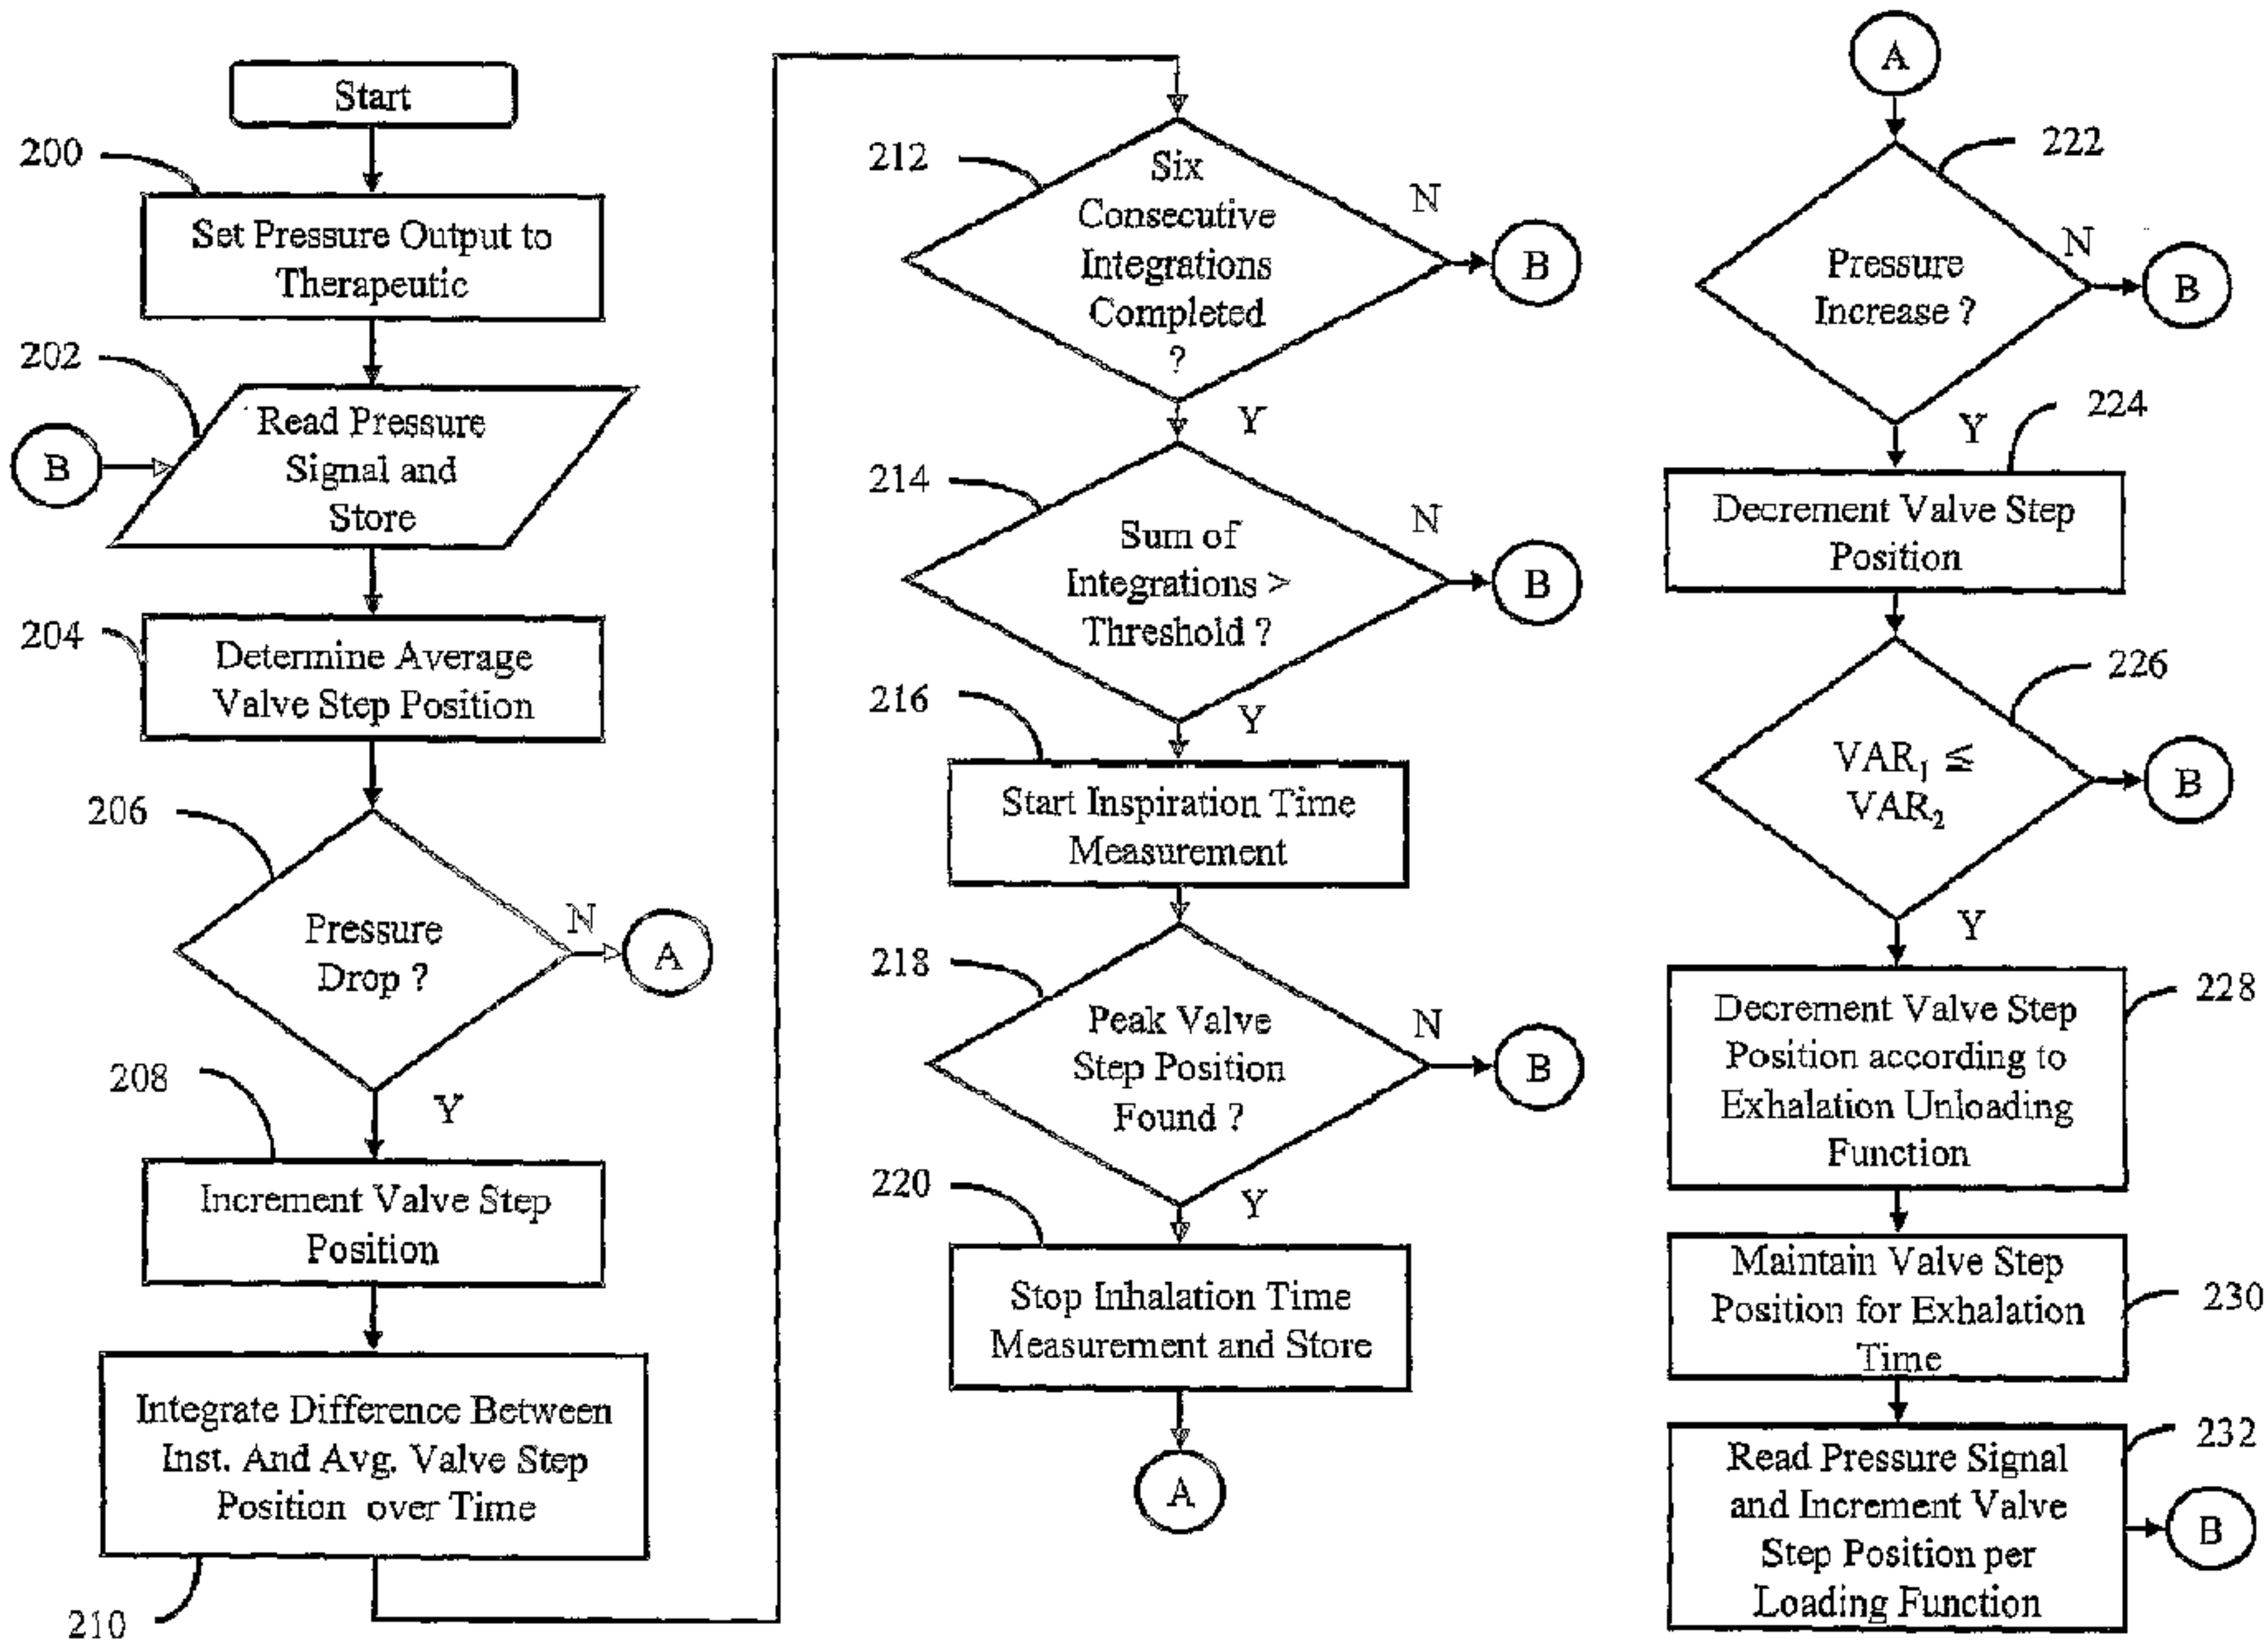 Start
200
Set Pressure Output to
Therapeutic
202
B
Read Pressure
Signal and
Store
204
Determine Average
Valve Step Position
206
Pressure
Drop ?
N
A
Y
208
Increment Valve Step
Position
Integrate Difference Between
Inst. And Avg. Valve Step
Position over Time
210
212
Six
Consecutive
Integrations
Completed
?
N
B
Y
214
Sum of
Integrations >
Threshold ?
N
B
Y
216
Start Inspiration Time
Measurement
218
Peak Valve
Step Position
Found ?
N
B
Y
220
Stop Inhalation Time
Measurement and Store
A
A
222
Pressure
Increase ?
N
B
Y
224
Decrement Valve Step
Position
226
VAR₁ ≦
VAR₂
B
Y
228
Decrement Valve Step
Position according to
Exhalation Unloading
Function
Maintain Valve Step
Position for Exhalation
Time
230
232
Read Pressure Signal
and Increment Valve
Step Position per
Loading Function
B